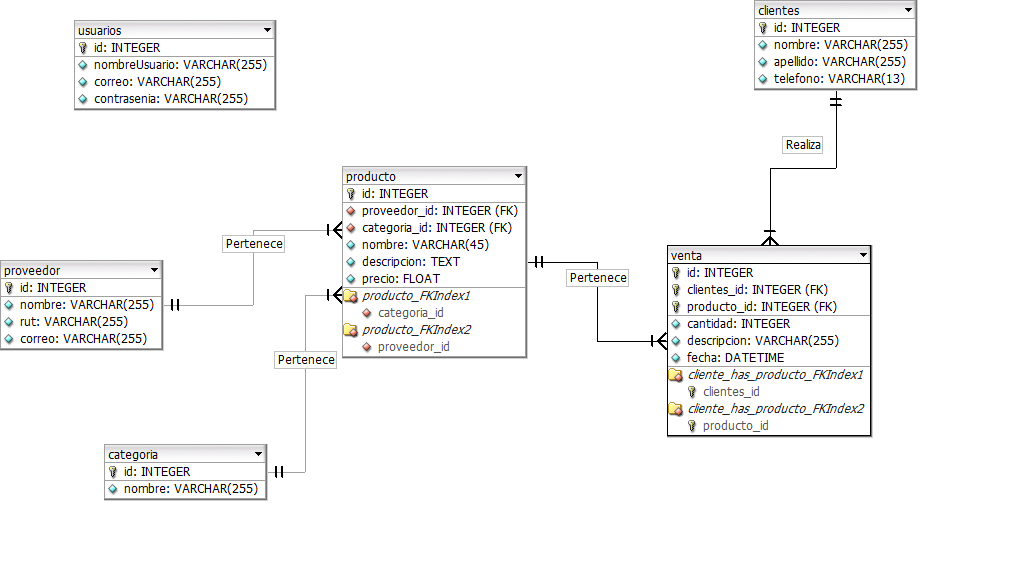 usuarios
id: INTEGER
nombreUsuario: VARCHAR(255)
correo: VARCHAR(255)
contrasenia: VARCHAR(255)
clientes
id: INTEGER
nombre: VARCHAR(255)
apellido: VARCHAR(255)
telefono: VARCHAR(13)
Realiza
producto
id: INTEGER
proveedor_id: INTEGER (FK)
categoria_id: INTEGER (FK)
nombre: VARCHAR(45)
descripcion: TEXT
precio: FLOAT
producto_FKIndex1
categoria_id
producto_FKIndex2
proveedor_id
Pertenece
proveedor
id: INTEGER
nombre: VARCHAR(255)
rut: VARCHAR(255)
correo: VARCHAR(255)
Pertenece
venta
id: INTEGER
clientes_id: INTEGER (FK)
producto_id: INTEGER (FK)
cantidad: INTEGER
descripcion: VARCHAR(255)
fecha: DATETIME
cliente_has_producto_FKIndex1
clientes_id
cliente_has_producto_FKIndex2
producto_id
Pertenece
categoria
id: INTEGER
nombre: VARCHAR(255)